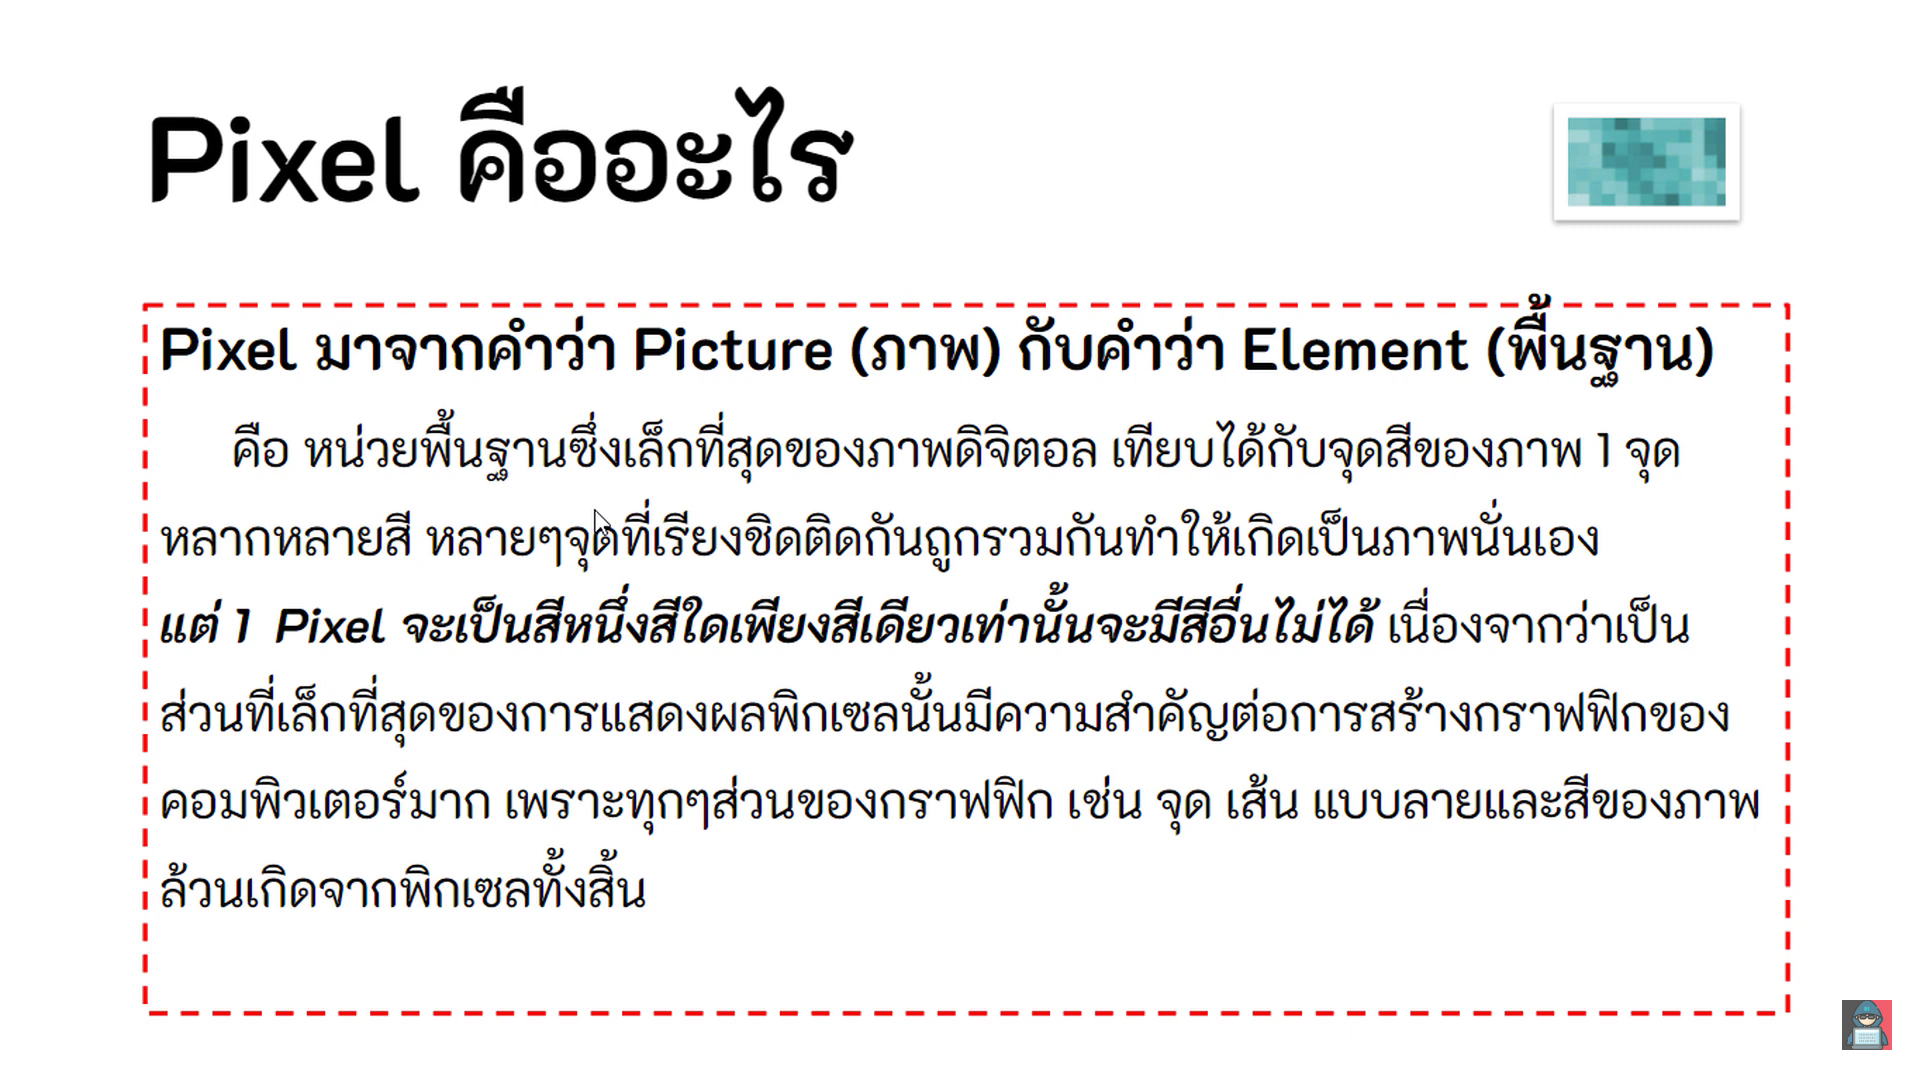 Pixel คืออะไร
Pixel มาจากคำว่า Picture (ภาพ) กับคำว่า Element (พื้นฐาน)
คือ หน่วยพื้นฐานซึ่งเล็กที่สุดของภาพดิจิตอล เทียบได้กับจุดสีของภาพ 1 จุด
หลากหลายสี หลายๆจุดที่เรียงชิดติดกันถูกรวมกันทำให้เกิดเป็นภาพนั่นเอง
แต่ 1 Pixel จะเป็นสีหนึ่งสีใดเพียงสีเดียวเท่านั้นจะมีสีอื่นไม่ได้ เนื่องจากว่าเป็น
ส่วนที่เล็กที่สุดของการแสดงผลพิกเซลนั้นมีความสำคัญต่อการสร้างกราฟฟิกของ
คอมพิวเตอร์มาก เพราะทุกๆส่วนของกราฟฟิก เช่น จุด เส้น แบบลายและสีของภาพ
ล้วนเกิดจากพิกเซลทั้งสิ้น